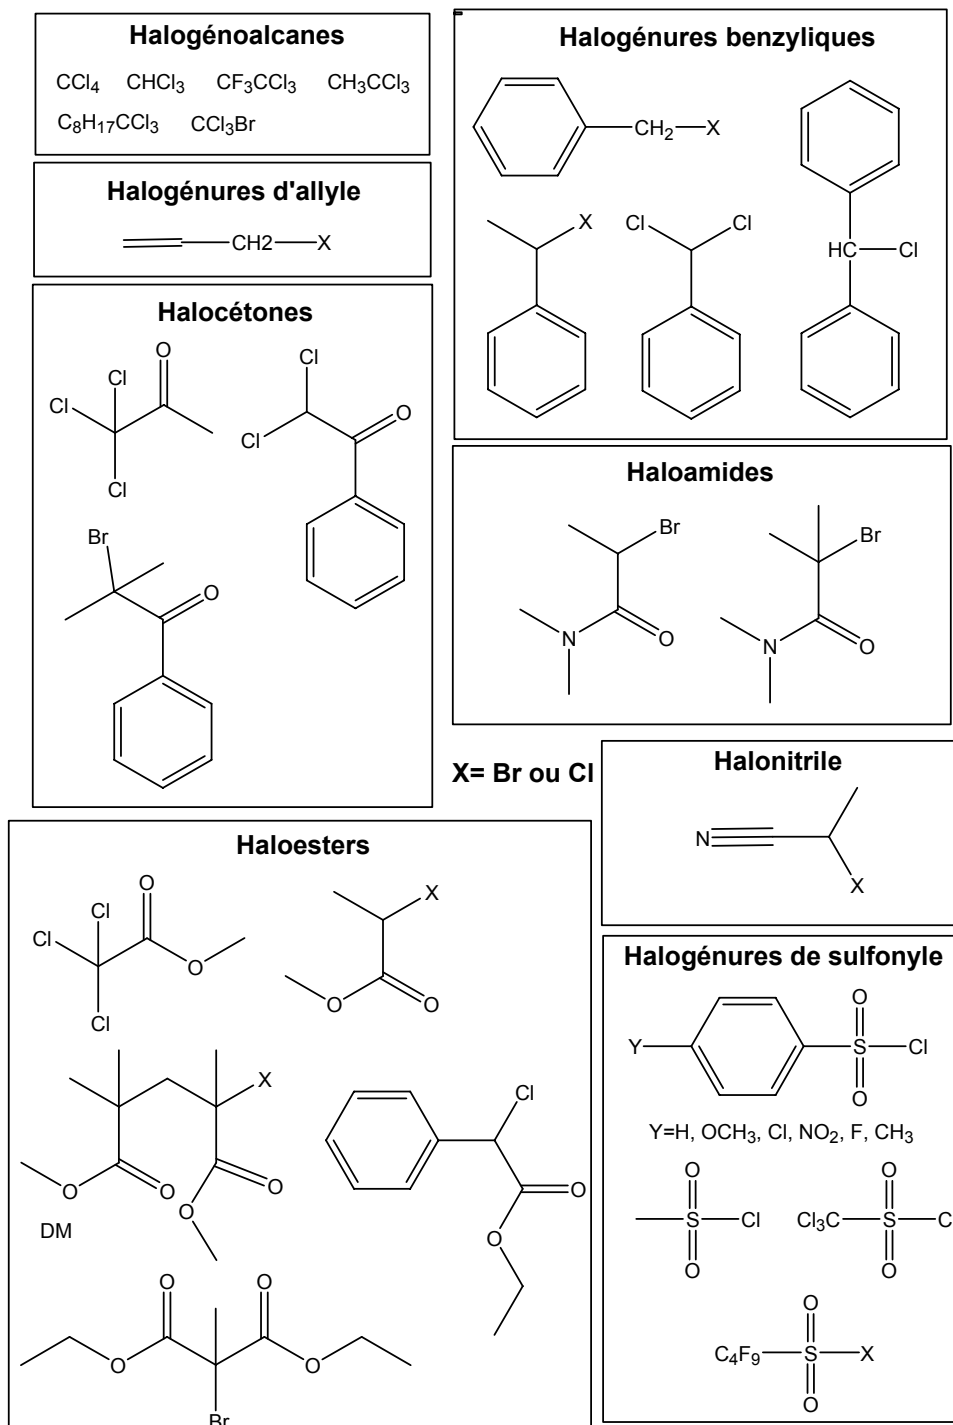 Halogénoalcanes
CCl4 CHCl3 CF3CCl3 CH3CCl3
C8H17CCl3 CCl3Br
Halogénures d'allyle
CH2 X
Halocétones
O
Cl
Cl
Cl
Cl
Cl
Cl
O
Br
O
Halogénures benzyliques
CH2 X
X
Cl Cl
HC Cl
Haloamides
Br
N
O
Br
N
O
X= Br ou Cl
Halonitrile
N
X
Haloesters
O
Cl
Cl
O
Cl
X
O
O
X
O
O
O
O
DM
Cl
O
O
O
O
O
O
Br
Halogénures de sulfonyle
O
Y S Cl
O
Y=H, OCH3, Cl, NO2, F, CH3
O
S Cl
O
O
Cl3C S C
O
O
C4F9 S X
O